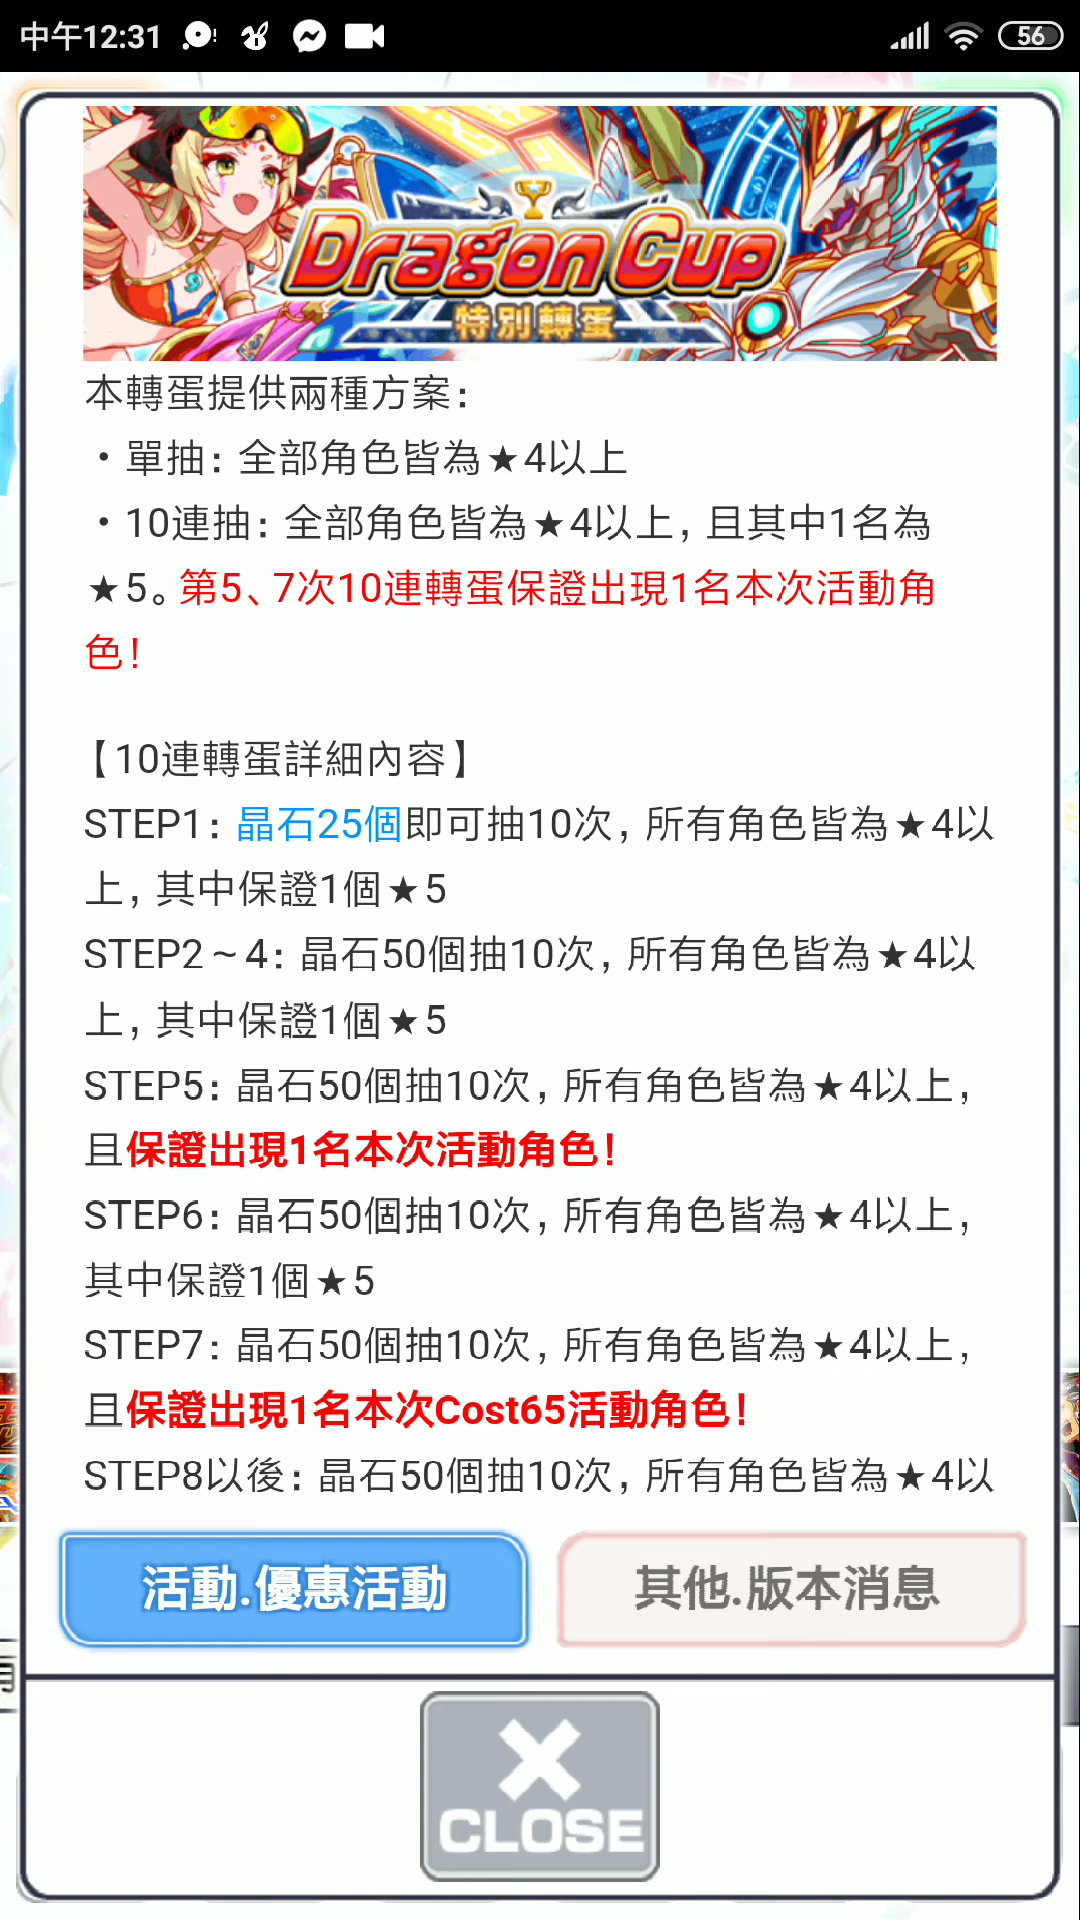 中午12:31
56
Dragon Cup
特別轉蛋
本轉蛋提供兩種方案：
・單抽：全部角色皆為★4以上
・10連抽：全部角色皆為★4以上，且其中1名為
★5。第5、7次10連轉蛋保證出現1名本次活動角
色！
【10連轉蛋詳細內容】
STEP1：晶石25個即可抽10次，所有角色皆為★4以
上，其中保證1個★5
STEP2～4：晶石50個抽10次，所有角色皆為★4以
上，其中保證1個★5
STEP5：晶石50個抽10次，所有角色皆為★4以上，
且保證出現1名本次活動角色！
STEP6：晶石50個抽10次，所有角色皆為★4以上，
其中保證1個★5
STEP7：晶石50個抽10次，所有角色皆為★4以上，
且保證出現1名本次Cost65活動角色！
STEP8以後：晶石50個抽10次，所有角色皆為★4以
活動.優惠活動
其他.版本消息
CLOSE